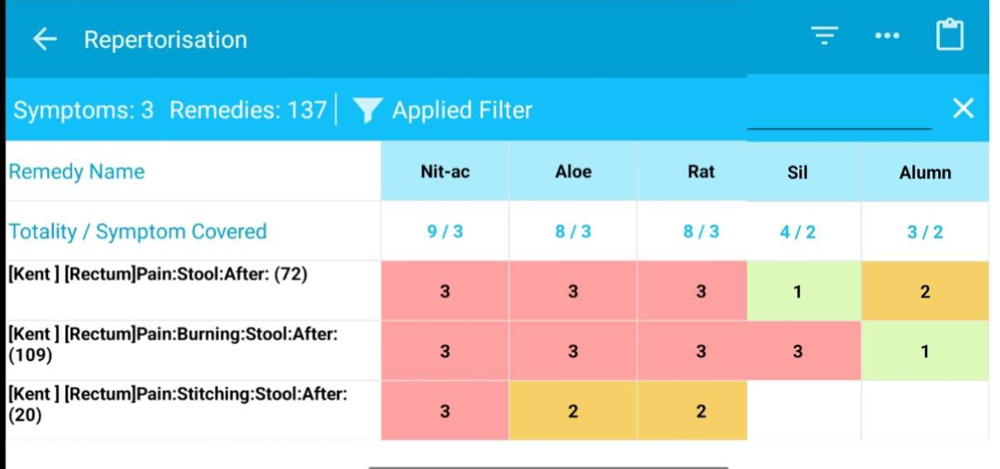 Repertorisation
Symptoms: 3 Remedies: 137 Applied Filter
Remedy Name Nit-ac Aloe Rat Sil Alumn
Totality / Symptom Covered 9 / 3 8 / 3 8 / 3 4 / 2 3 / 2
[Kent ] [Rectum]Pain:Stool:After: (72) 3 3 3 1 2
[Kent ] [Rectum]Pain:Burning:Stool:After:
(109) 3 3 3 3 1
[Kent ] [Rectum]Pain:Stitching:Stool:After:
(20) 3 2 2